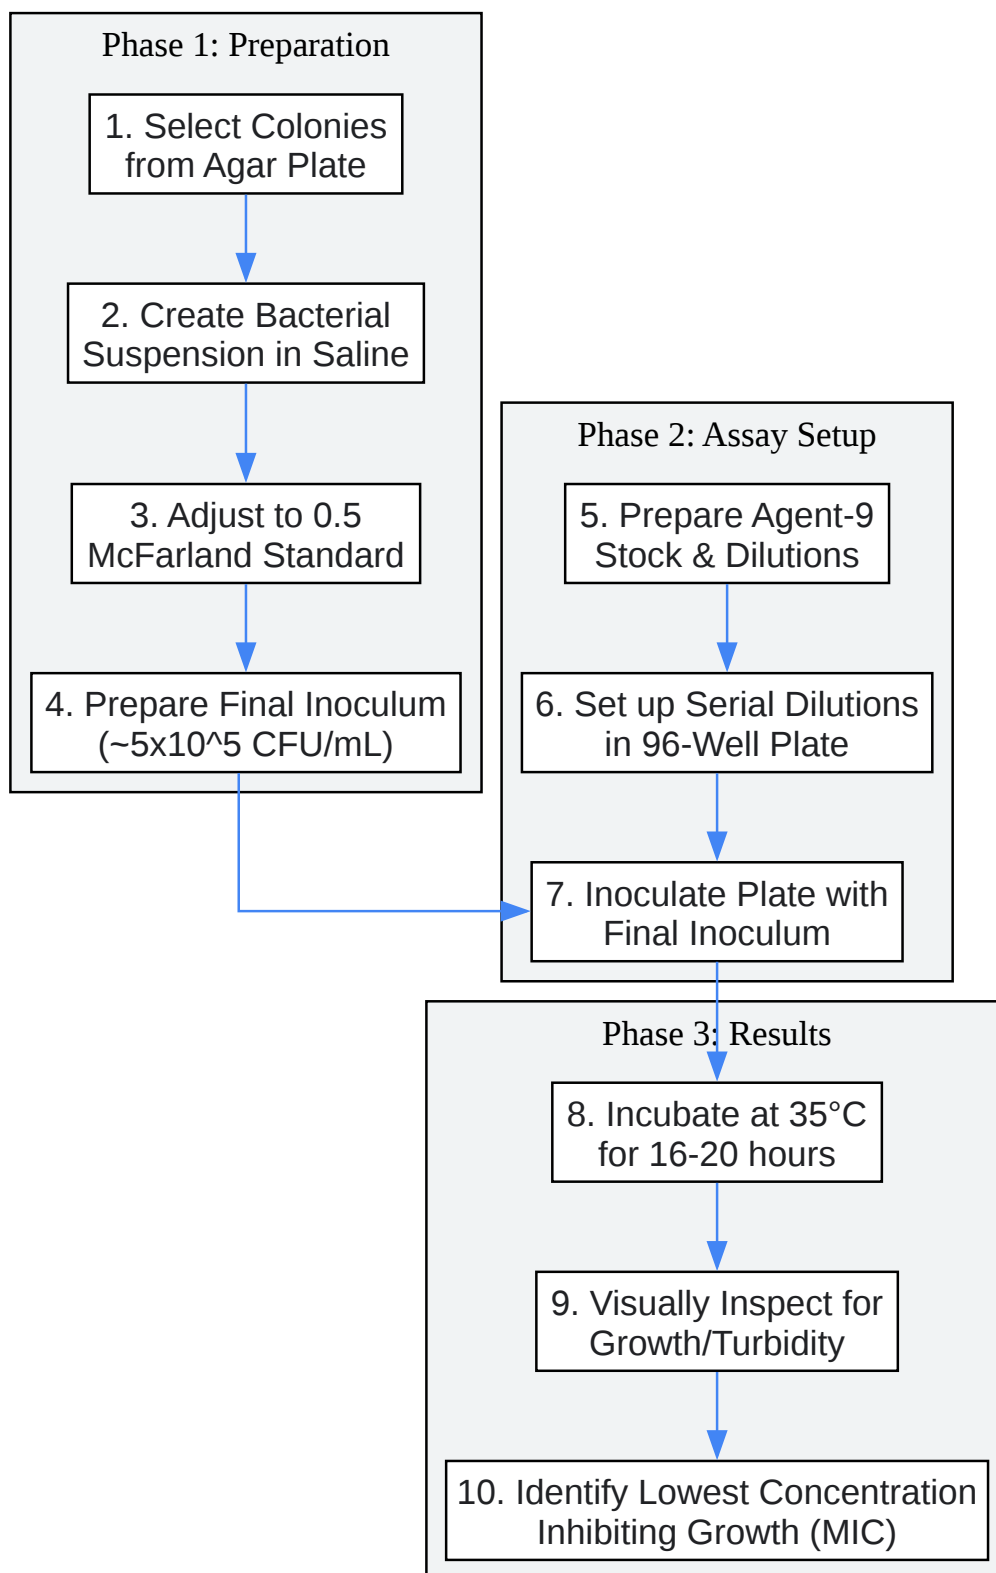 Phase 1: Preparation
1. Select Colonies
from Agar Plate
2. Create Bacterial
Suspension in Saline
3. Adjust to 0.5
McFarland Standard
4. Prepare Final Inoculum
(~5x10^5 CFU/mL)
Phase 2: Assay Setup
5. Prepare Agent-9
Stock & Dilutions
6. Set up Serial Dilutions
in 96-Well Plate
7. Inoculate Plate with
Final Inoculum
Phase 3: Results
8. Incubate at 35°C
for 16-20 hours
9. Visually Inspect for
Growth/Turbidity
10. Identify Lowest Concentration
Inhibiting Growth (MIC)